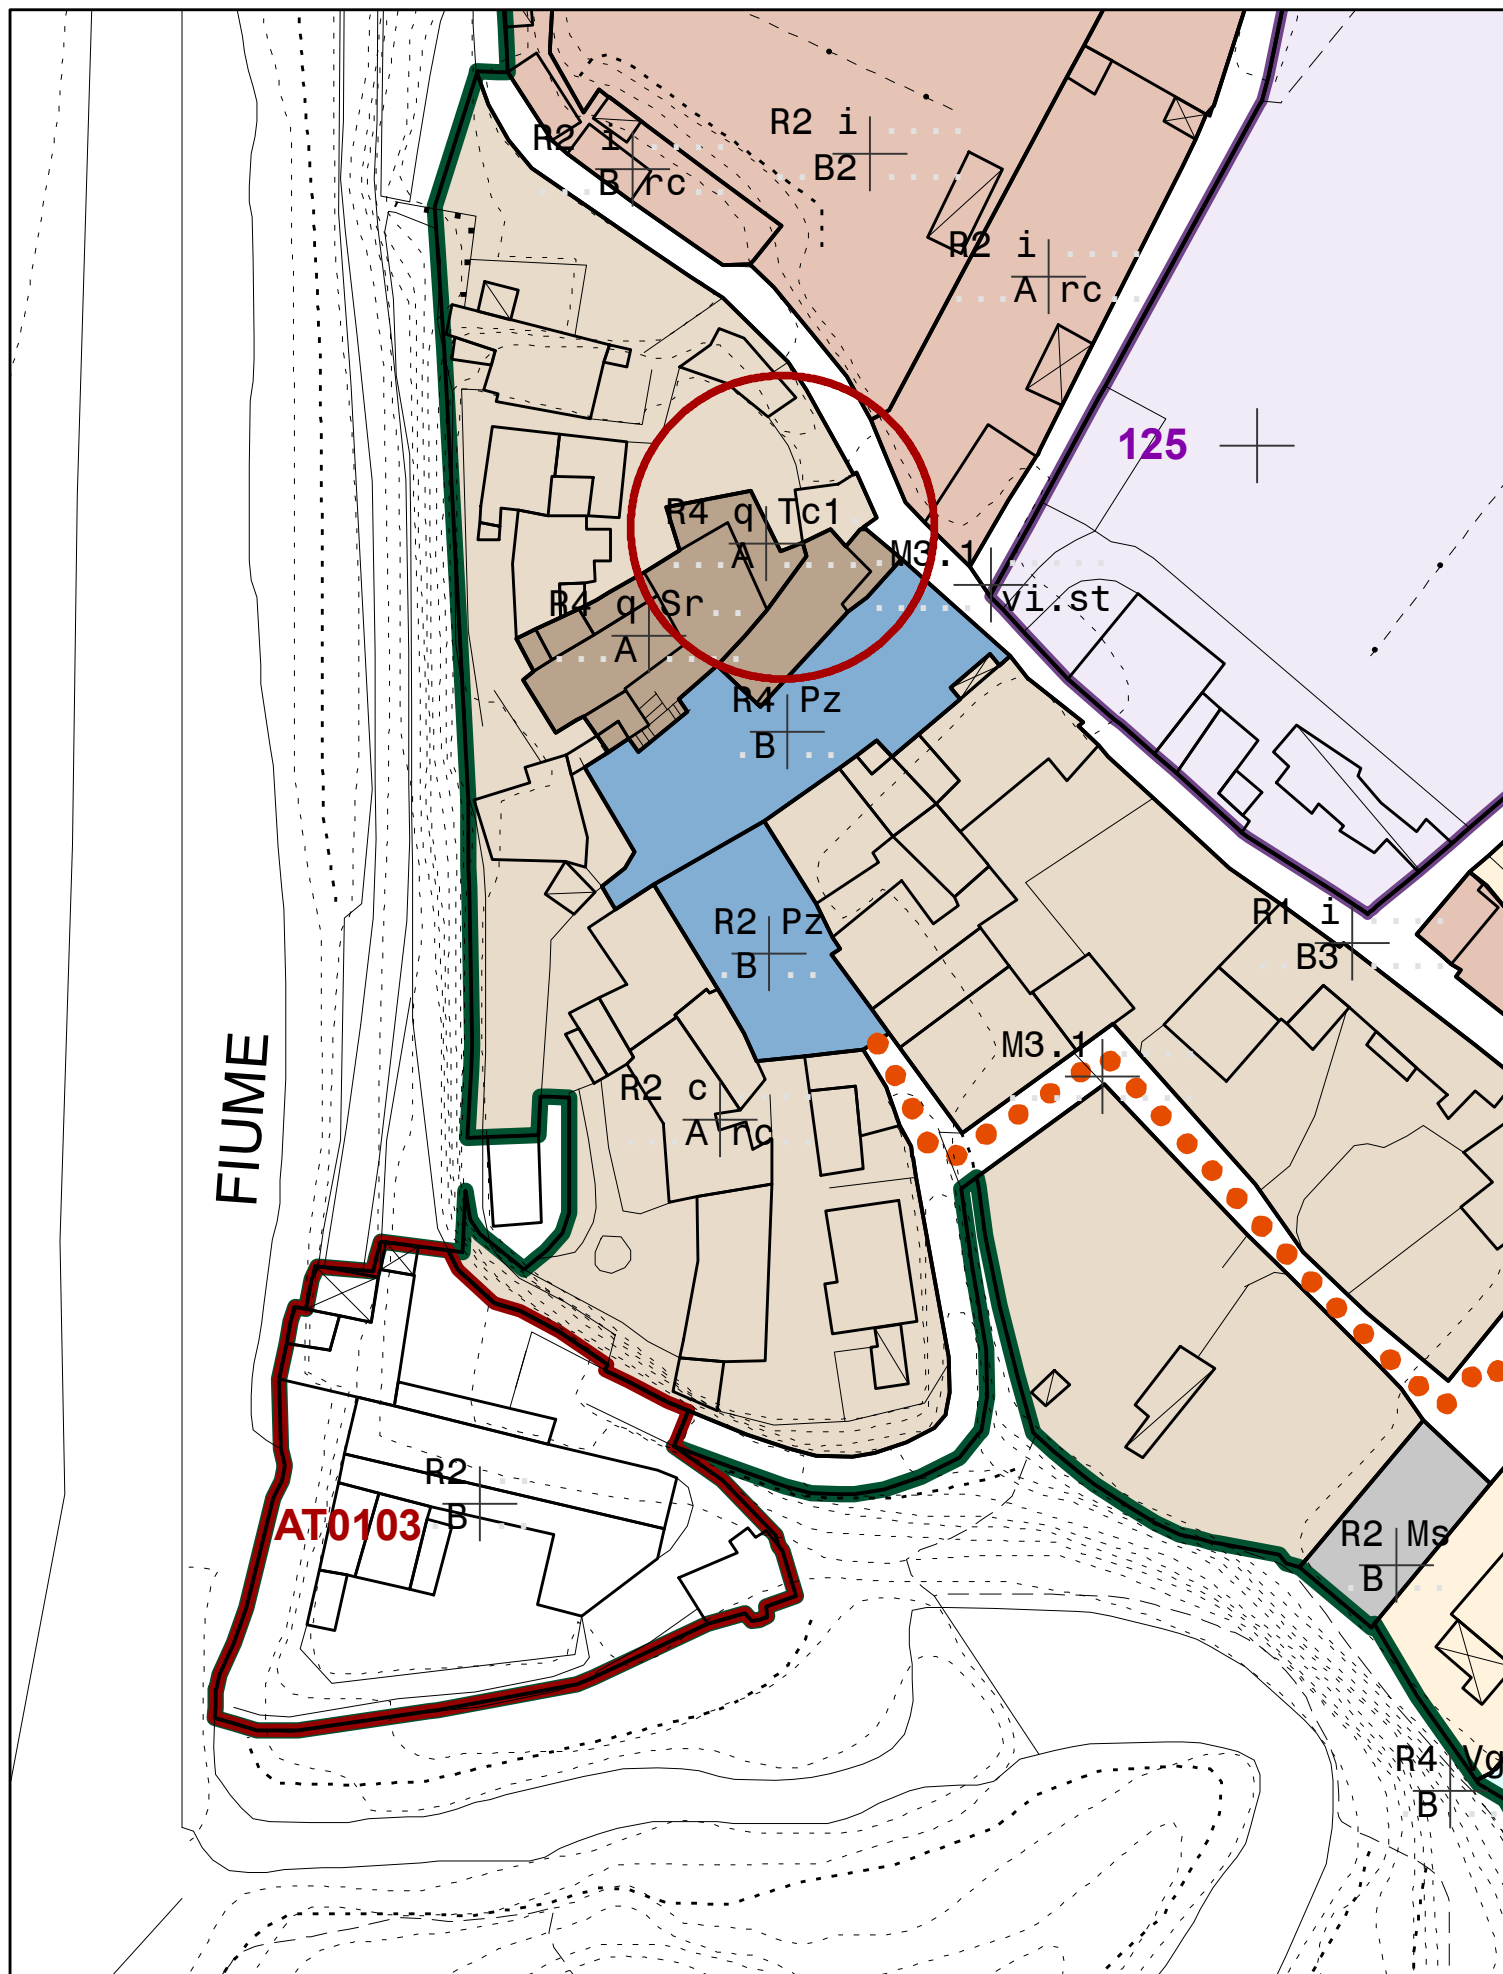 R2 i
B2
R2 i
B rc
R2 i
A rc
125
R4 q Tc1
A
M3.1
vi.st
R4 q Sr
A
R4 Pz
B
R2 Pz
B
R1 i
B3
M3.1
R2 c
A rc
FIUME
R2
B
AT0103
R2 Ms
B
R4 Vg
B